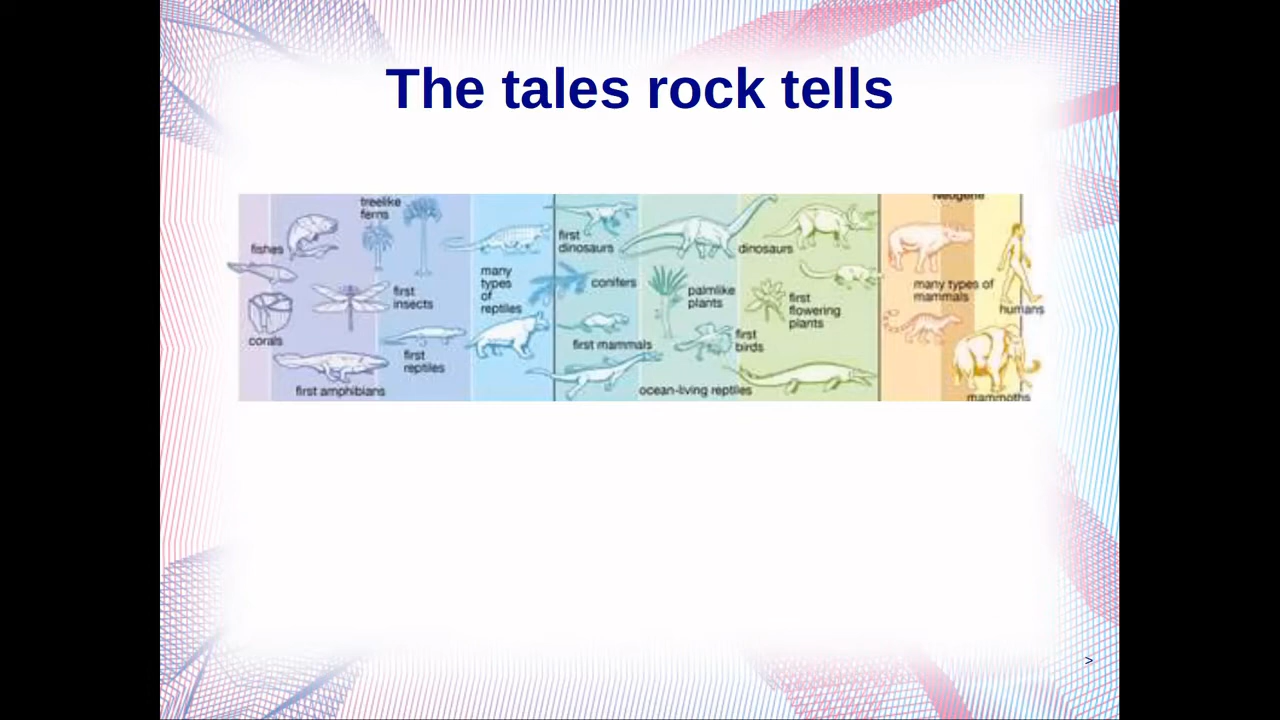 The tales rock tells
Neogene
treelike
ferns
fishes
first
dinosaurs
dinosaurs
many
types
of
reptiles
conifers
first
insects
palmlike
plants
first
flowering
plants
many types of
mammals
humans
corals
first
reptiles
first mammals
first
birds
first amphibians
ocean-living reptiles
mammoths
>